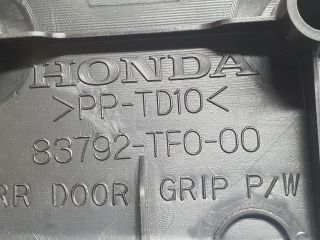 HONDA
>PP-TD10<
83792-TF0-00
RR DOOR GRIP P/W